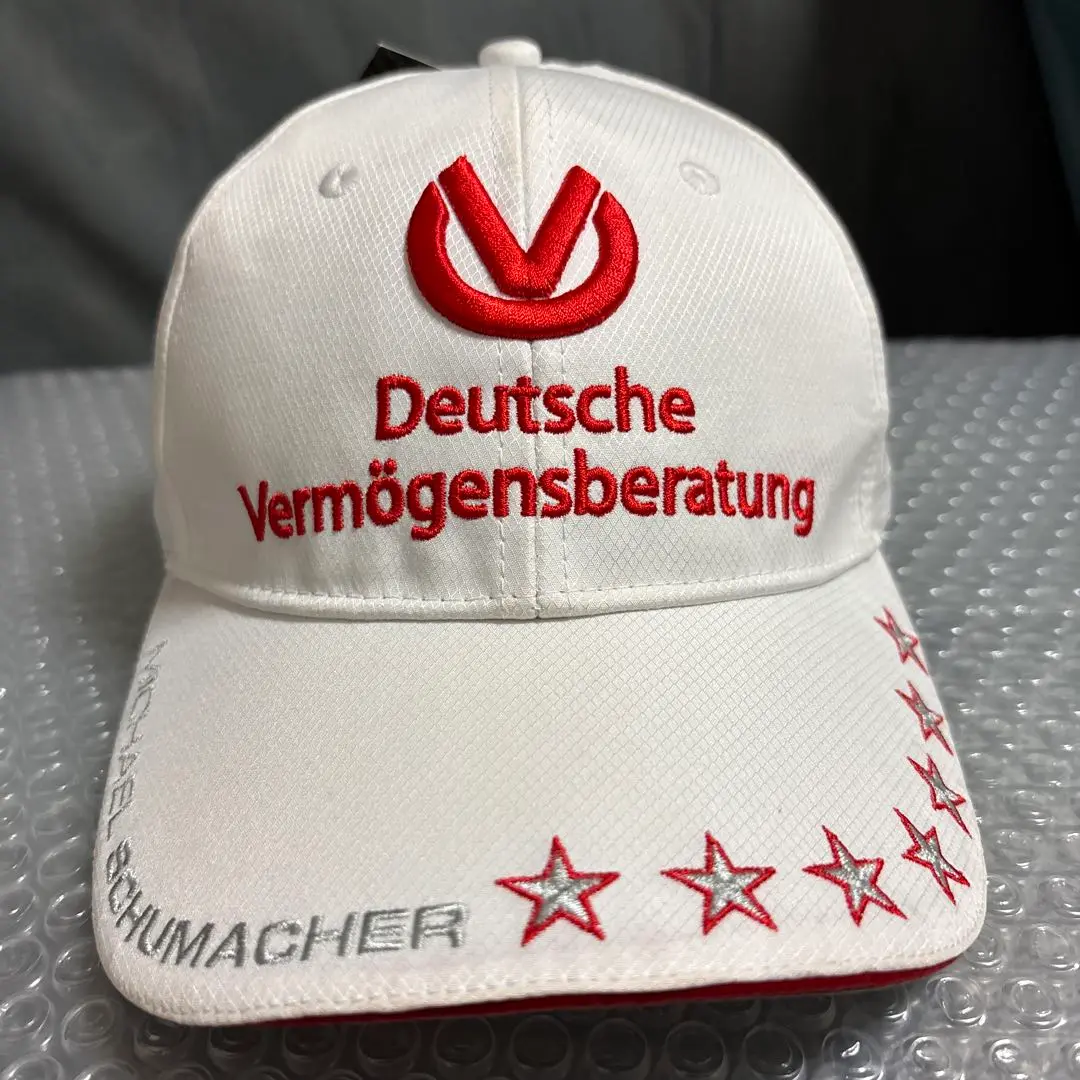 Deutsche
Vermögensberatung
MICHAEL SCHUMACHER